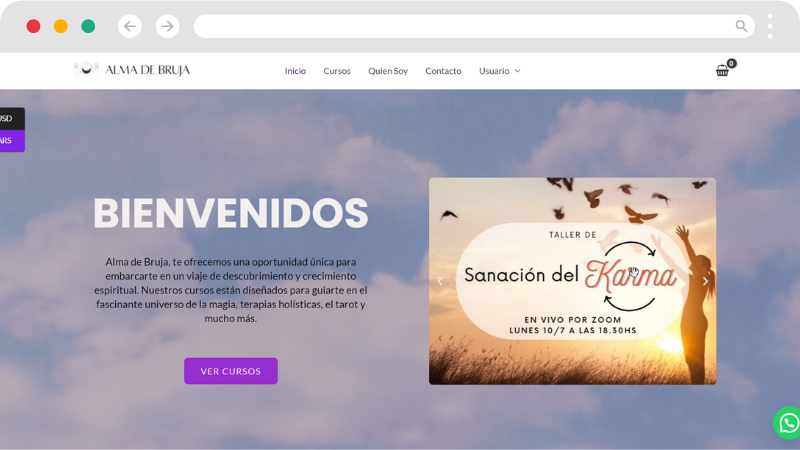 ALMA DE BRUJA
Inicio
Cursos
Quien Soy
Contacto
Usuario
0
USD
ARS
BIENVENIDOS
Alma de Bruja, te ofrecemos una oportunidad única para
embarcarte en un viaje de descubrimiento y crecimiento
espiritual. Nuestros cursos están diseñados para guiarte en el
fascinante universo de la magia, terapias holísticas, el tarot y
mucho más.
VER CURSOS
TALLER DE
Sanación del Karma
EN VIVO POR ZOOM
LUNES 10/7 A LAS 18.30HS